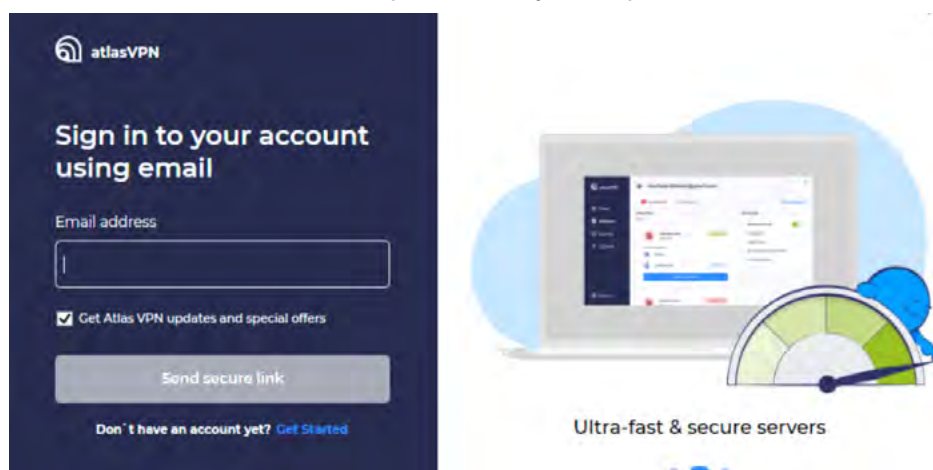 atlasVPN
Sign in to your account
using email
Email address
Get Atlas VPN updates and special offers
Send secure link
Don`t have an account yet? Get Started
Ultra-fast & secure servers